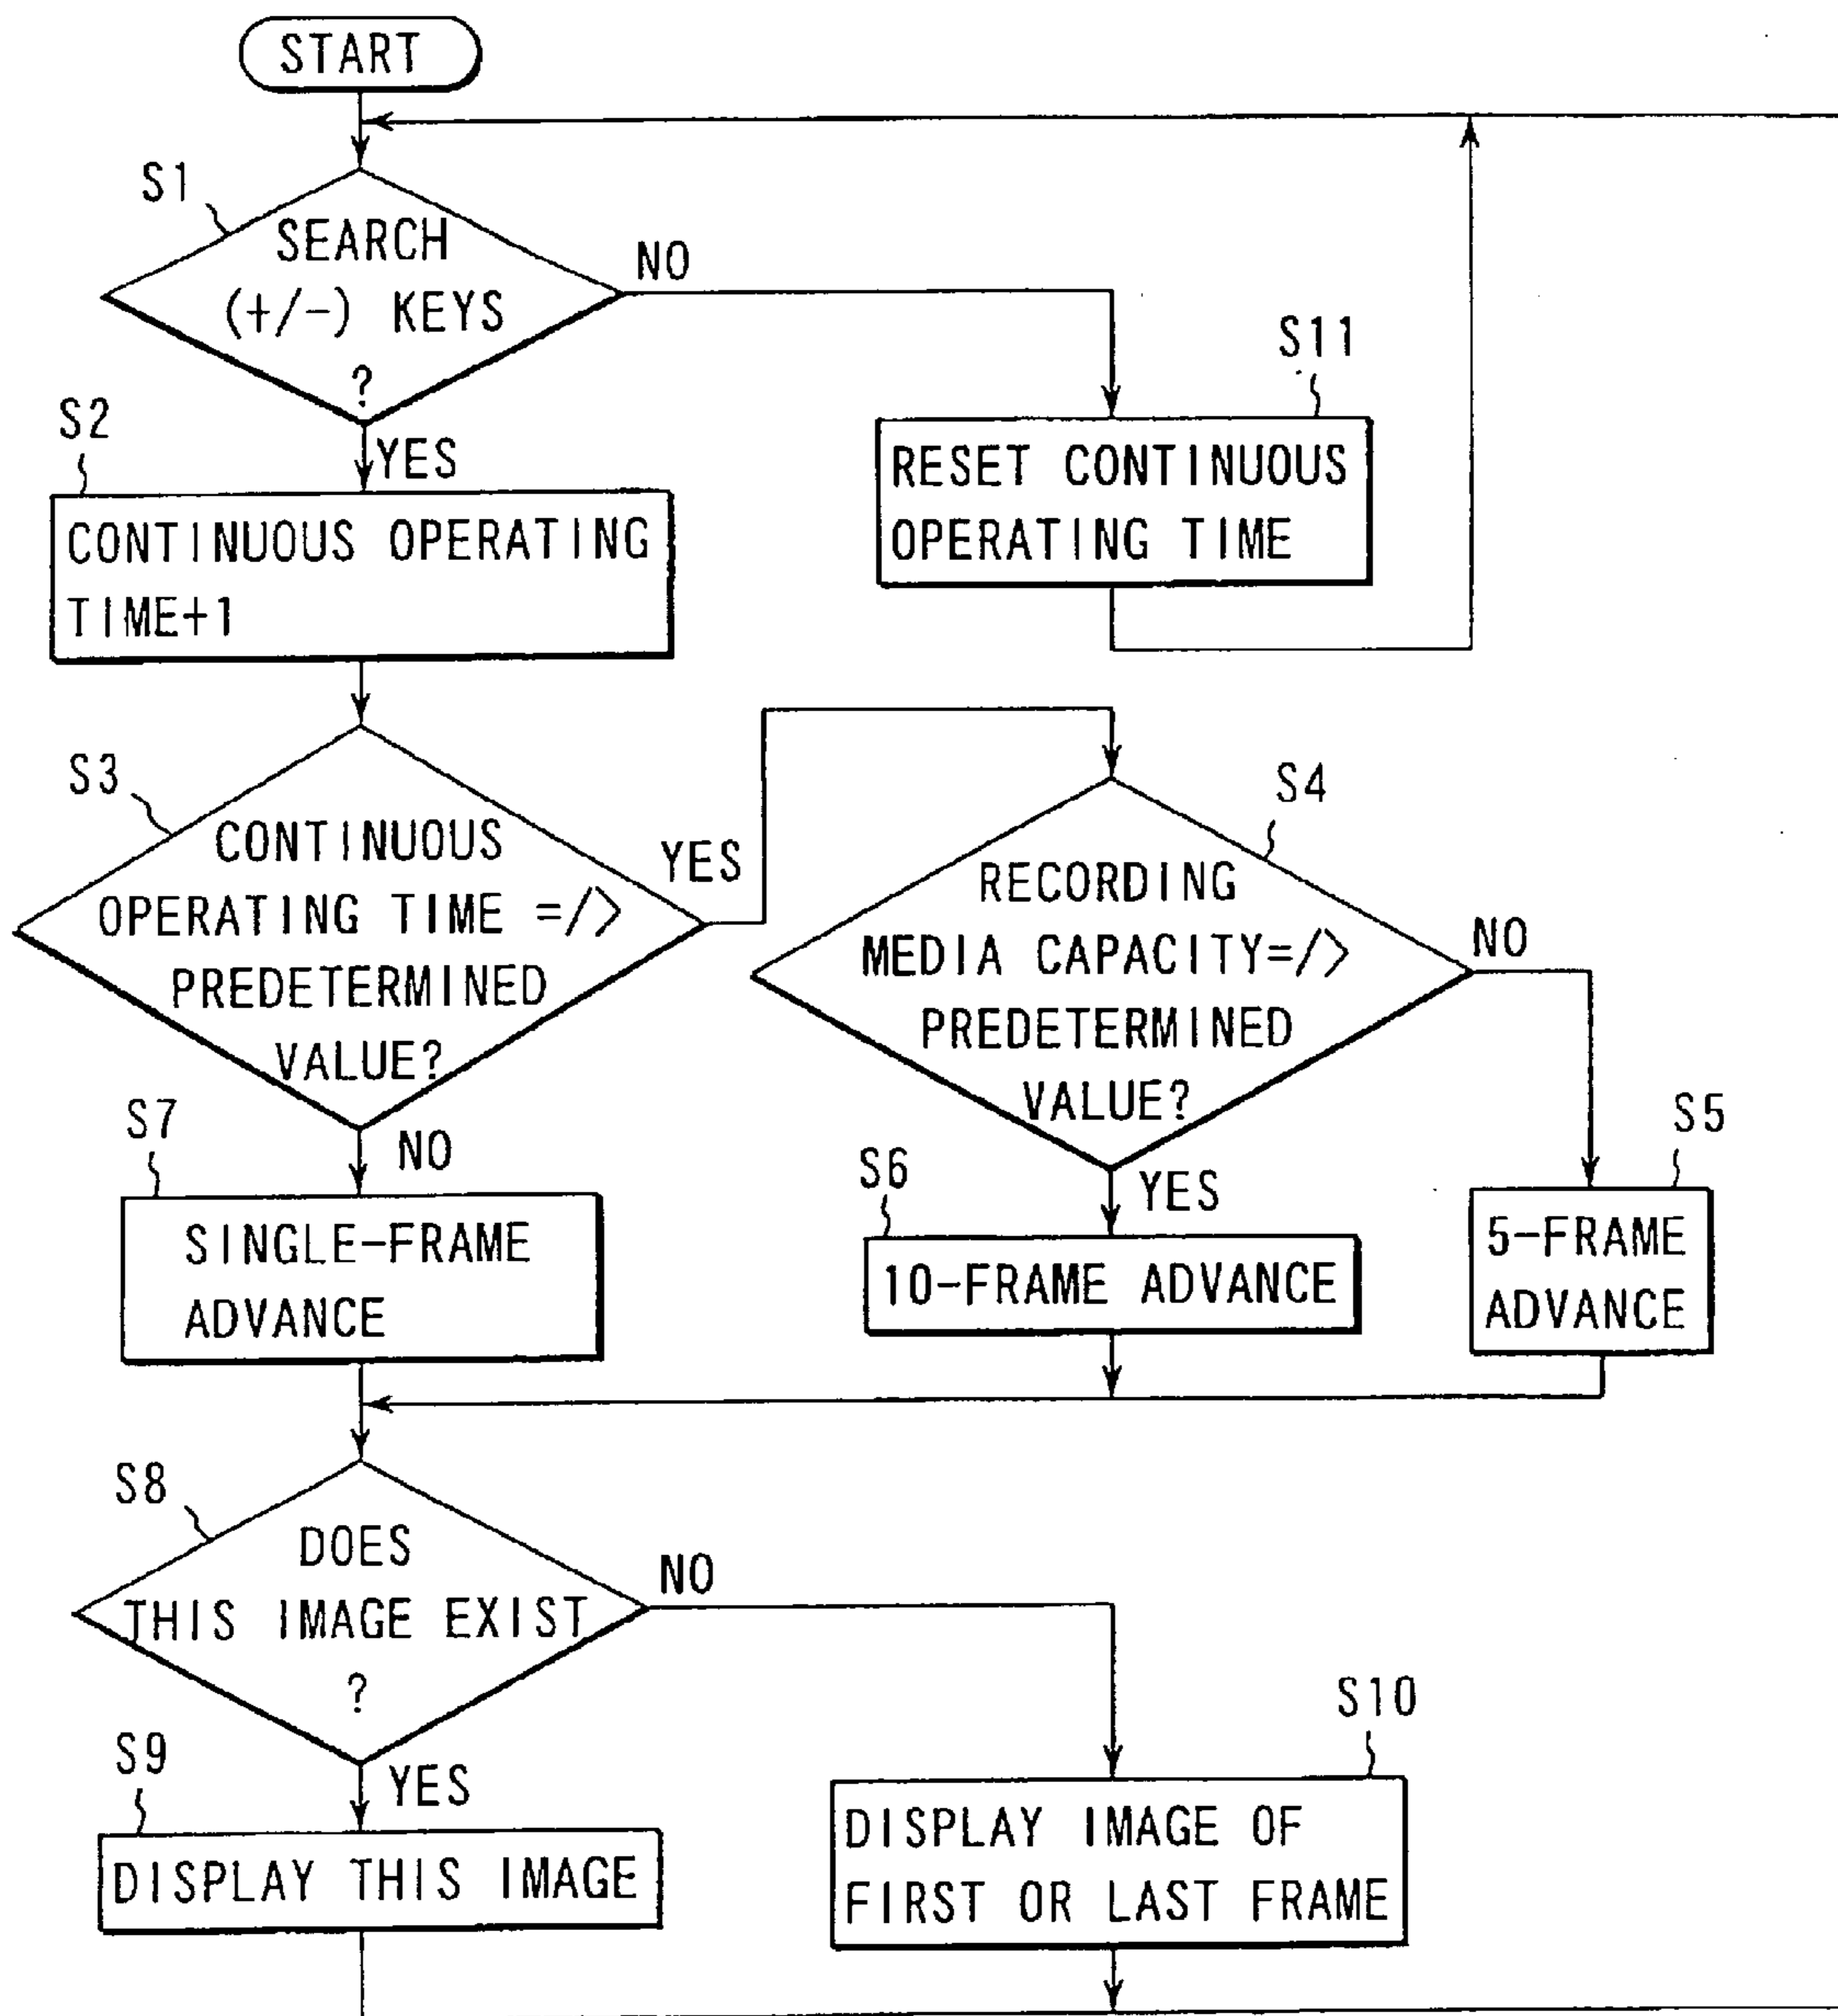 START
S1
SEARCH
(+/-) KEYS
?
NO
YES
S11
RESET CONTINUOUS
OPERATING TIME
S2
CONTINUOUS OPERATING
TIME+1
S3
CONTINUOUS
OPERATING TIME =/>
PREDETERMINED
VALUE?
YES
NO
S4
RECORDING
MEDIA CAPACITY=/>
PREDETERMINED
VALUE?
NO
YES
S7
SINGLE-FRAME
ADVANCE
S6
10-FRAME ADVANCE
S5
5-FRAME
ADVANCE
S8
DOES
THIS IMAGE EXIST
?
NO
YES
S9
DISPLAY THIS IMAGE
S10
DISPLAY IMAGE OF
FIRST OR LAST FRAME